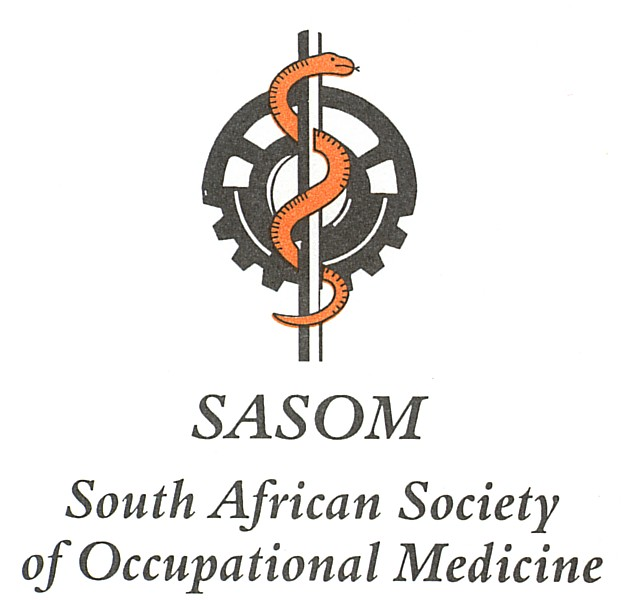 SASOM
South African Society
of Occupational Medicine